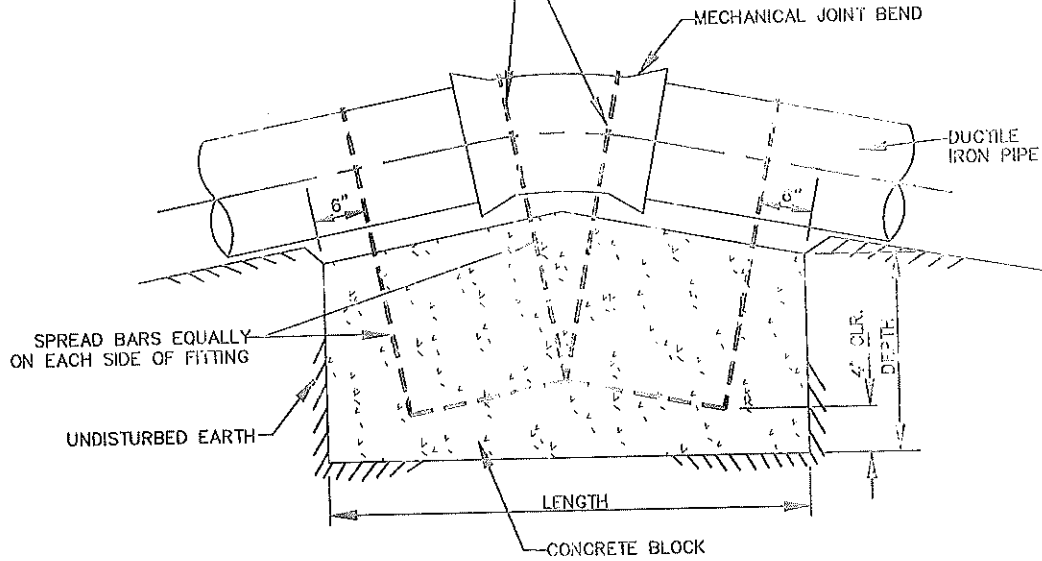 MECHANICAL JOINT BEND
DUCTILE
IRON PIPE
6"
6"
SPREAD BARS EQUALLY
ON EACH SIDE OF FITTING
4" CLR.
DEPTH
UNDISTURBED EARTH
LENGTH
CONCRETE BLOCK